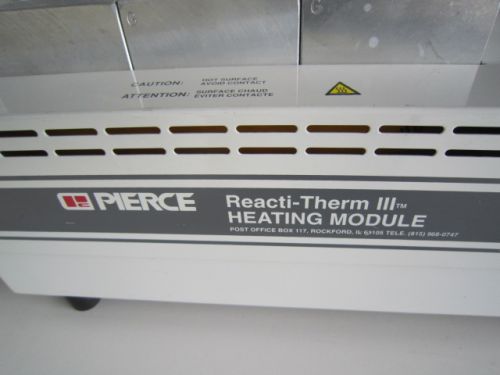 CAUTION: HOT SURFACE
AVOID CONTACT
ATTENTION: SURFACE CHAUD
EVITER CONTACTE
PIERCE
Reacti-Therm III™
HEATING MODULE
POST OFFICE BOX 117, ROCKFORD, IL 61105 TELE. (815) 968-0747